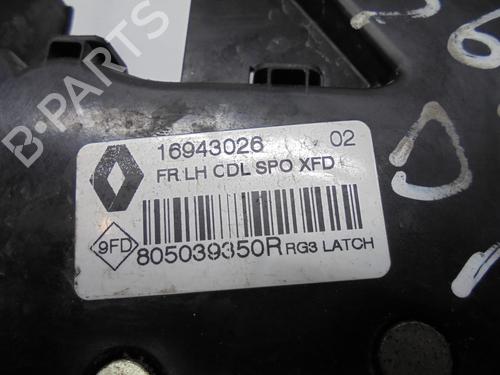 B-PARTS
16943026 02
FR LH CDL SPO XFD
9FD
805039350R RG3 LATCH